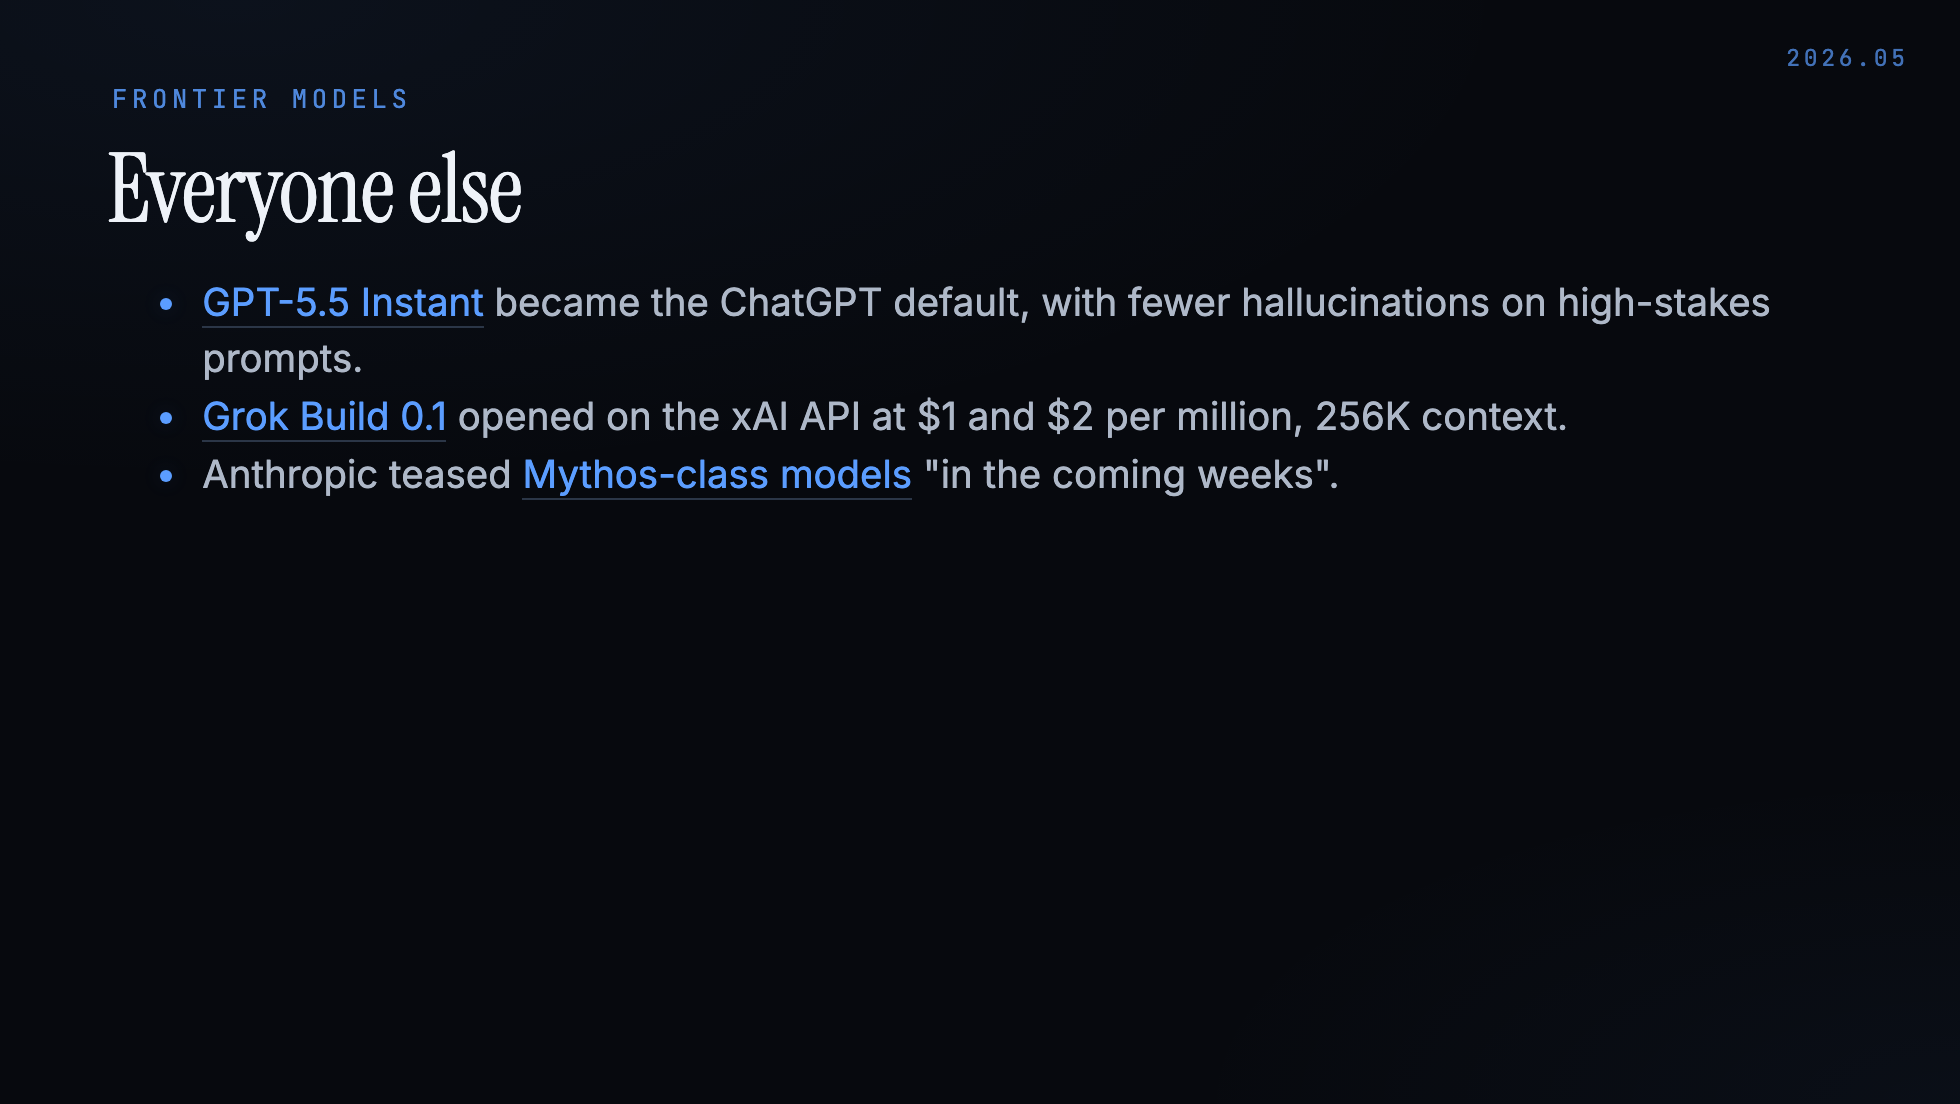 2026.05
FRONTIER MODELS
Everyone else
• GPT-5.5 Instant became the ChatGPT default, with fewer hallucinations on high-stakes
prompts.
• Grok Build 0.1 opened on the xAI API at $1 and $2 per million, 256K context.
• Anthropic teased Mythos-class models "in the coming weeks".